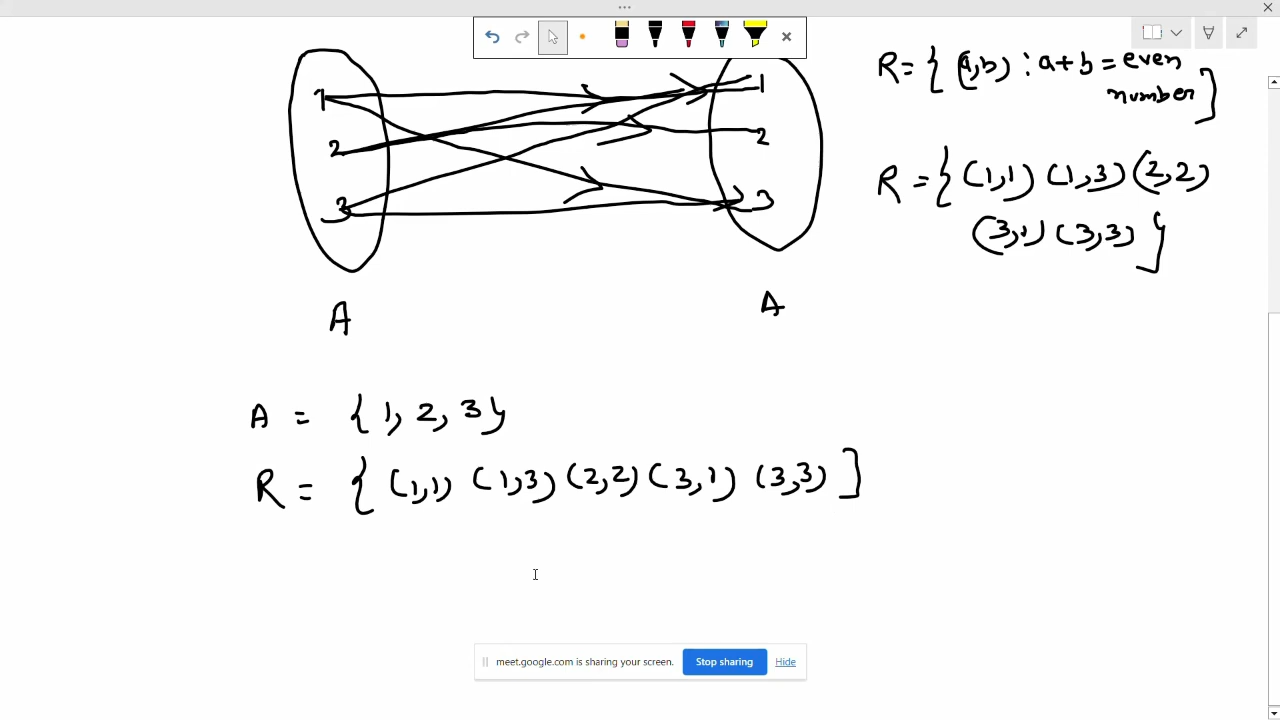 R = { (a,b) : a+b = even
number }
1
1
2
2
3
3
R = { (1,1) (1,3) (2,2)
(3,1) (3,3) }
A
A
A = { 1, 2, 3 }
R = { (1,1) (1,3) (2,2) (3,1) (3,3) }
meet.google.com is sharing your screen. Stop sharing Hide